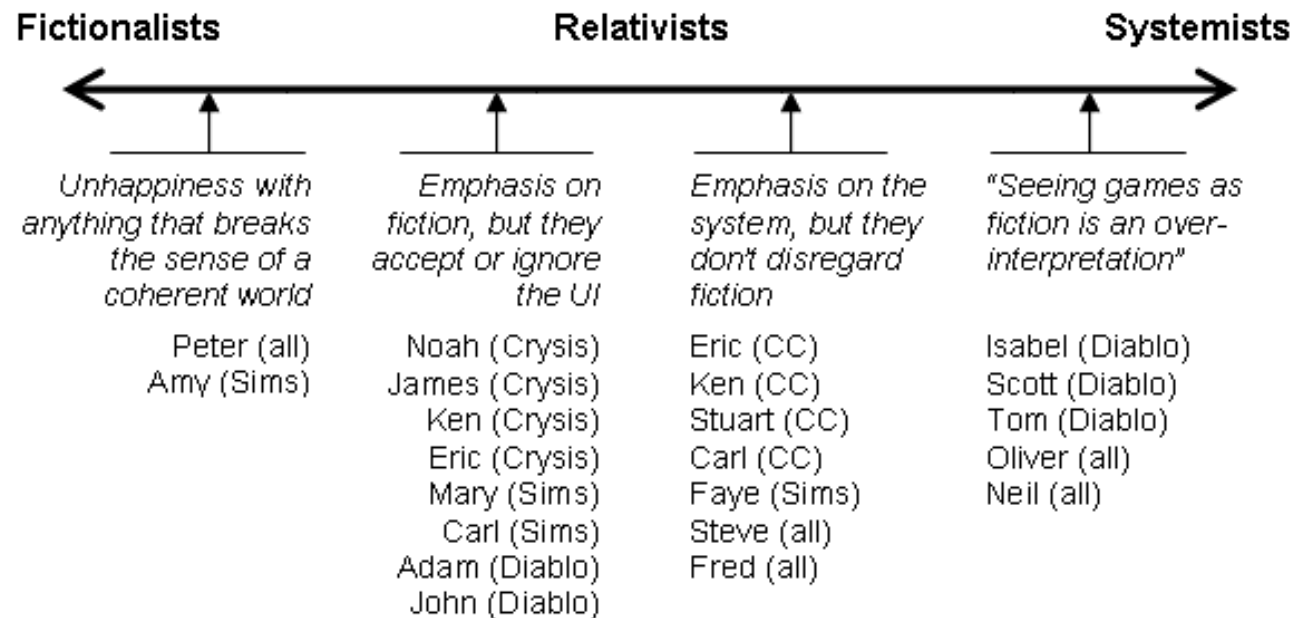 Fictionalists
Relativists
Systemists
Unhappiness with
anything that breaks
the sense of a
coherent world
Peter (all)
Amy (Sims)
Emphasis on
fiction, but they
accept or ignore
the UI
Noah (Crysis)
James (Crysis)
Ken (Crysis)
Eric (Crysis)
Mary (Sims)
Carl (Sims)
Adam (Diablo)
John (Diablo)
Emphasis on the
system, but they
don't disregard
fiction
Eric (CC)
Ken (CC)
Stuart (CC)
Carl (CC)
Faye (Sims)
Steve (all)
Fred (all)
"Seeing games as
fiction is an over-
interpretation"
Isabel (Diablo)
Scott (Diablo)
Tom (Diablo)
Oliver (all)
Neil (all)